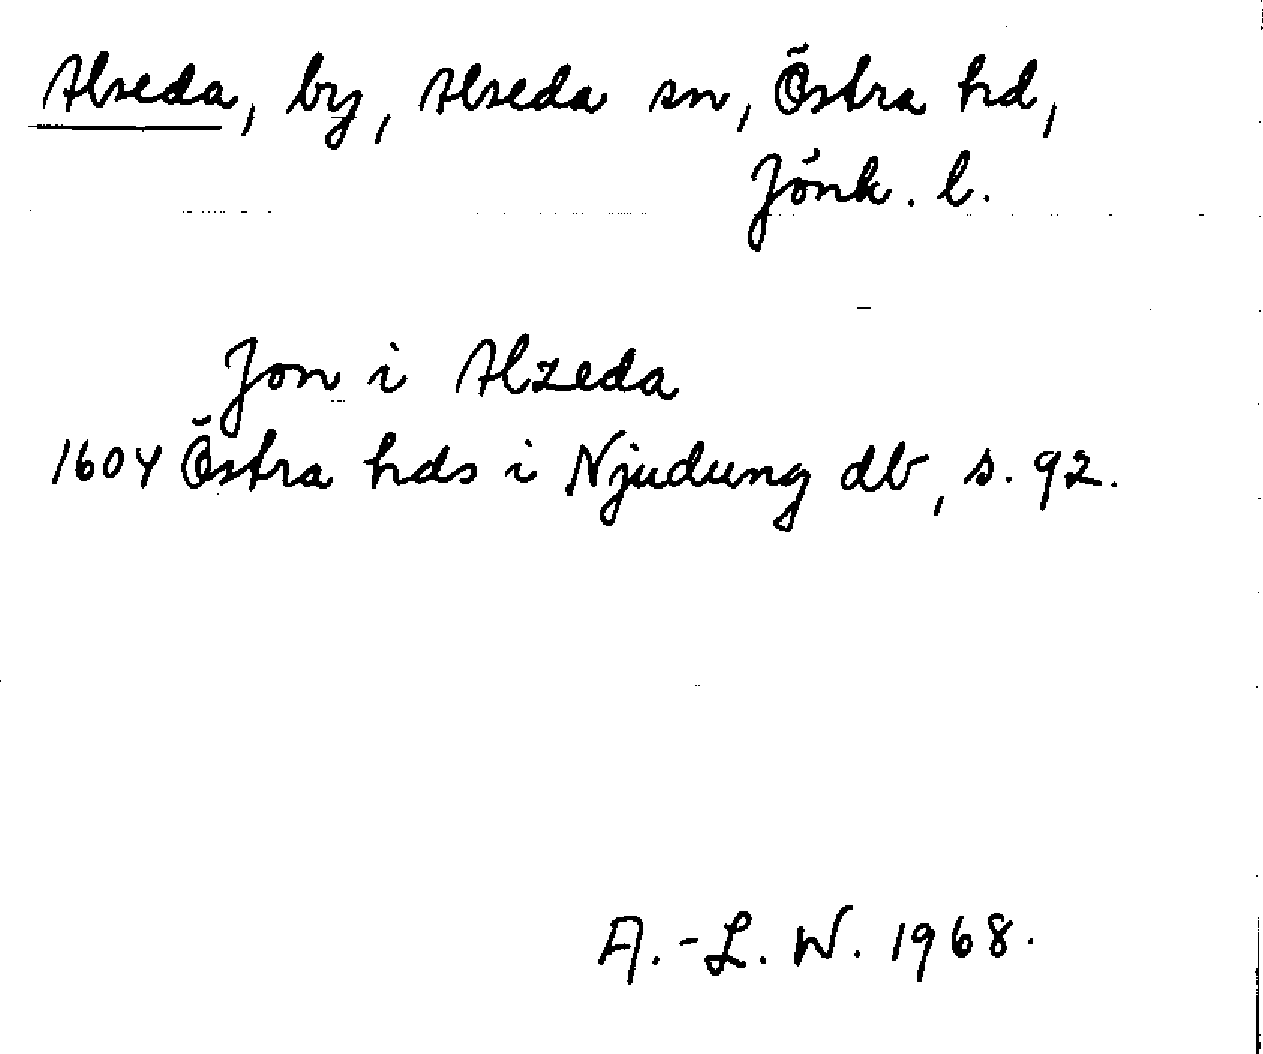 Alseda, by, Alseda sn, Östra hd,
Jönk. l.
Jon i Alzeda
1604 Östra hds i Njudung db, s. 92.
A.-L. W. 1968.